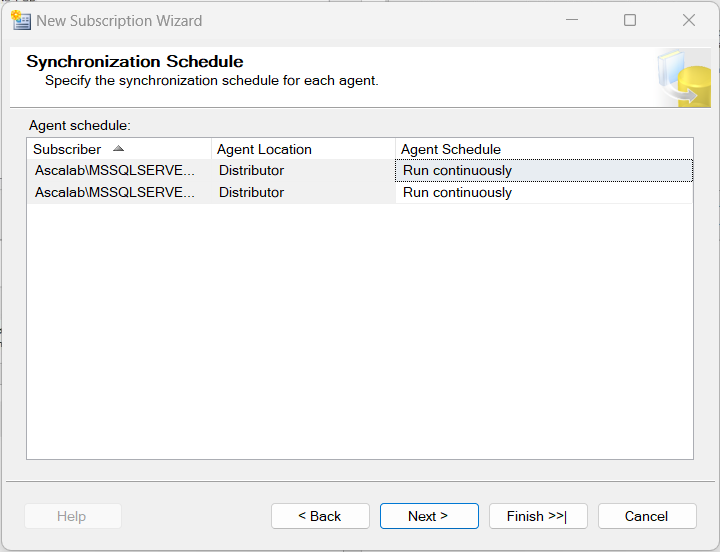 New Subscription Wizard
Synchronization Schedule
Specify the synchronization schedule for each agent.
Agent schedule:
Subscriber Agent Location Agent Schedule
Ascalab\MSSQLSERVE... Distributor Run continuously
Ascalab\MSSQLSERVE... Distributor Run continuously
Help < Back Next > Finish >>| Cancel